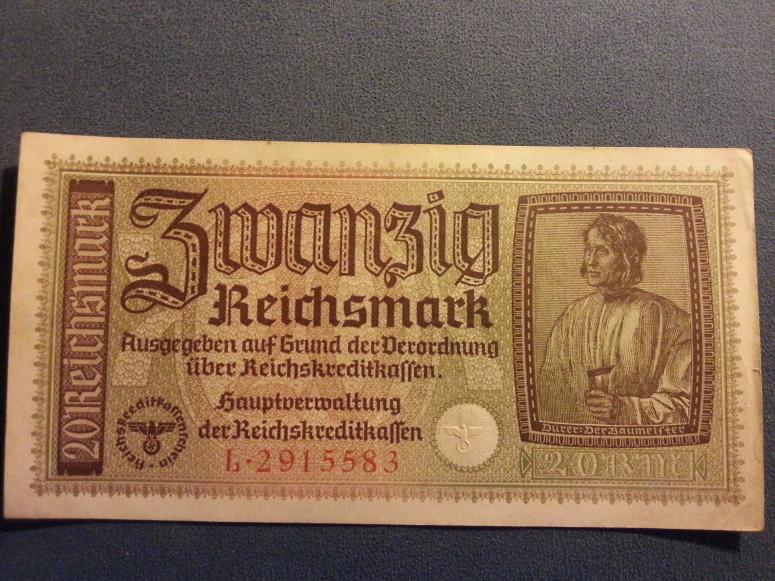 20 Reichsmark
Zwanzig
Reichsmark
Ausgegeben auf Grund der Verordnung
über Reichskreditkassen.
Hauptverwaltung
der Reichskreditkassen
Reichskreditkassenschein
L·2915583
Dürer: Der Baumeister
20 RM